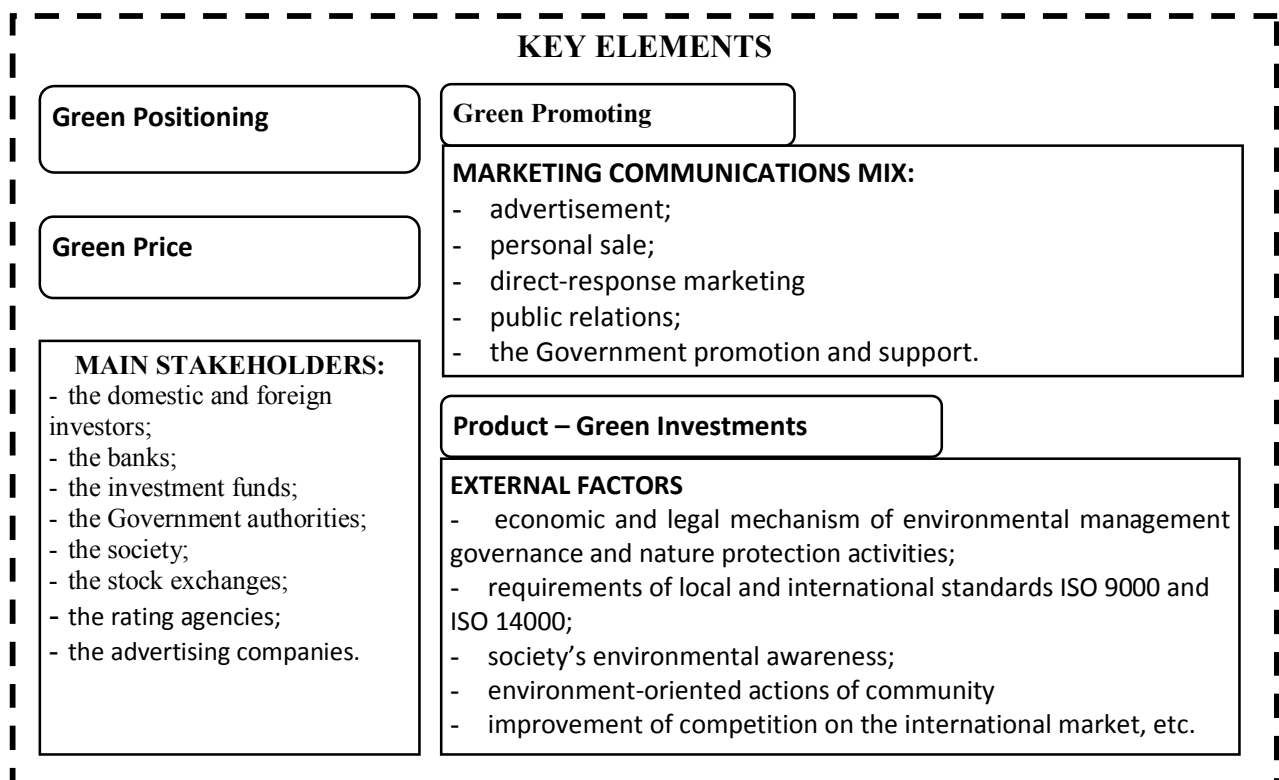 KEY ELEMENTS
Green Positioning
Green Price
MAIN STAKEHOLDERS:
- the domestic and foreign
investors;
- the banks;
- the investment funds;
- the Government authorities;
- the society;
- the stock exchanges;
- the rating agencies;
- the advertising companies.
Green Promoting
MARKETING COMMUNICATIONS MIX:
- advertisement;
- personal sale;
- direct-response marketing
- public relations;
- the Government promotion and support.
Product – Green Investments
EXTERNAL FACTORS
- economic and legal mechanism of environmental management
governance and nature protection activities;
- requirements of local and international standards ISO 9000 and
ISO 14000;
- society’s environmental awareness;
- environment-oriented actions of community
- improvement of competition on the international market, etc.